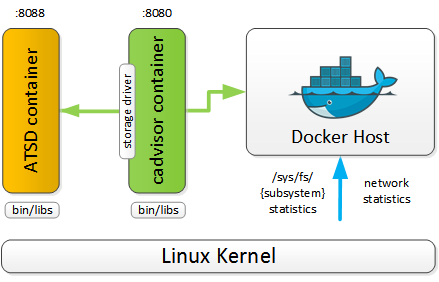 :8088
:8080
ATSD container
storage driver
cadvisor container
Docker Host
/sys/fs/
{subsystem}
statistics
network
statistics
bin/libs
bin/libs
Linux Kernel